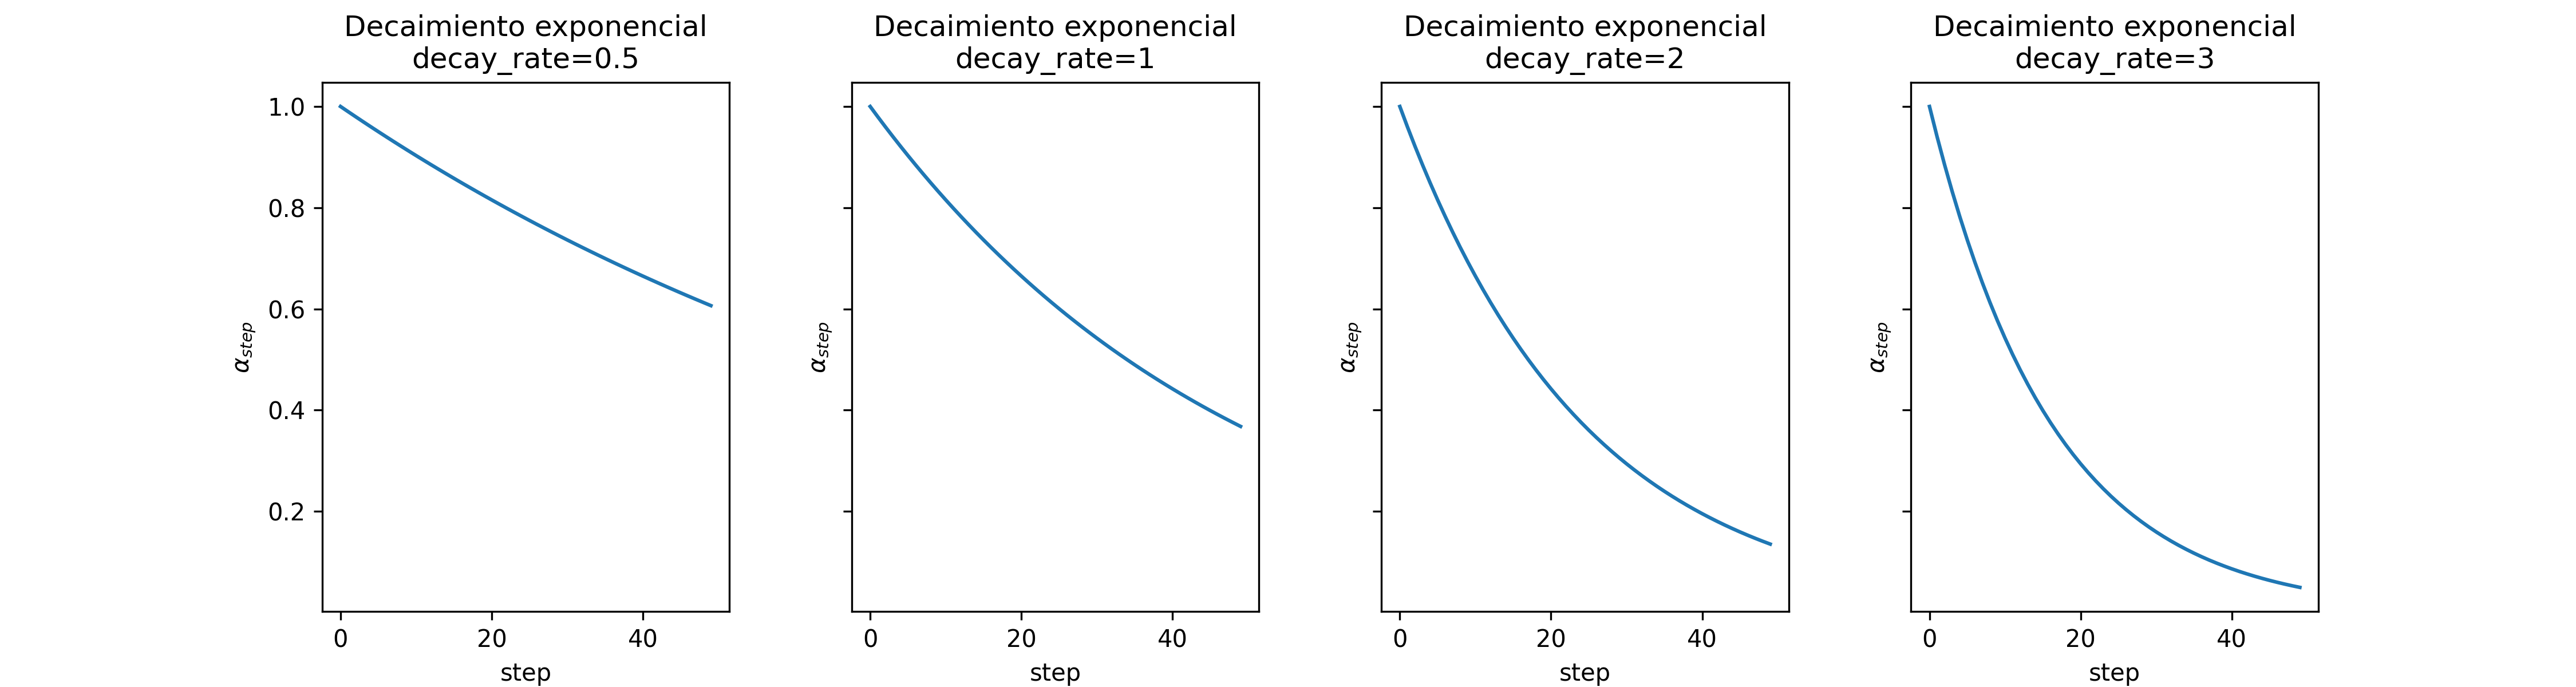 Decaimiento exponencial
decay_rate=0.5
1.0
0.8
0.6
0.4
0.2
α_step
0
20
40
step
Decaimiento exponencial
decay_rate=1
α_step
0
20
40
step
Decaimiento exponencial
decay_rate=2
α_step
0
20
40
step
Decaimiento exponencial
decay_rate=3
α_step
0
20
40
step